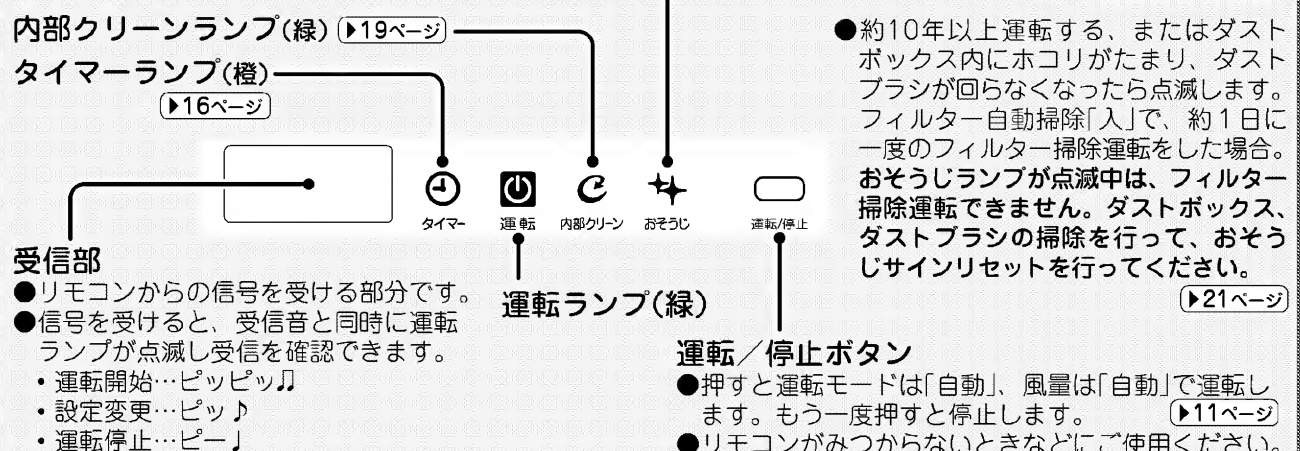 内部クリーンランプ(緑) ▶19ページ
タイマーランプ(橙)
▶16ページ
タイマー
運転
内部クリーン
おそうじ
運転/停止
受信部
●リモコンからの信号を受ける部分です。
●信号を受けると、受信音と同時に運転
ランプが点滅し受信を確認できます。
・運転開始…ピッピッ♫
・設定変更…ピッ♪
・運転停止…ピー♩
運転ランプ(緑)
●約10年以上運転する、またはダスト
ボックス内にホコリがたまり、ダスト
ブラシが回らなくなったら点滅します。
フィルター自動掃除「入」で、約1日に
一度のフィルター掃除運転をした場合。
おそうじランプが点滅中は、フィルター
掃除運転できません。ダストボックス、
ダストブラシの掃除を行って、おそう
じサインリセットを行ってください。
▶21ページ
運転／停止ボタン
●押すと運転モードは「自動」、風量は「自動」で運転し
ます。もう一度押すと停止します。 ▶11ページ
●リモコンがみつからないときなどにご使用ください。